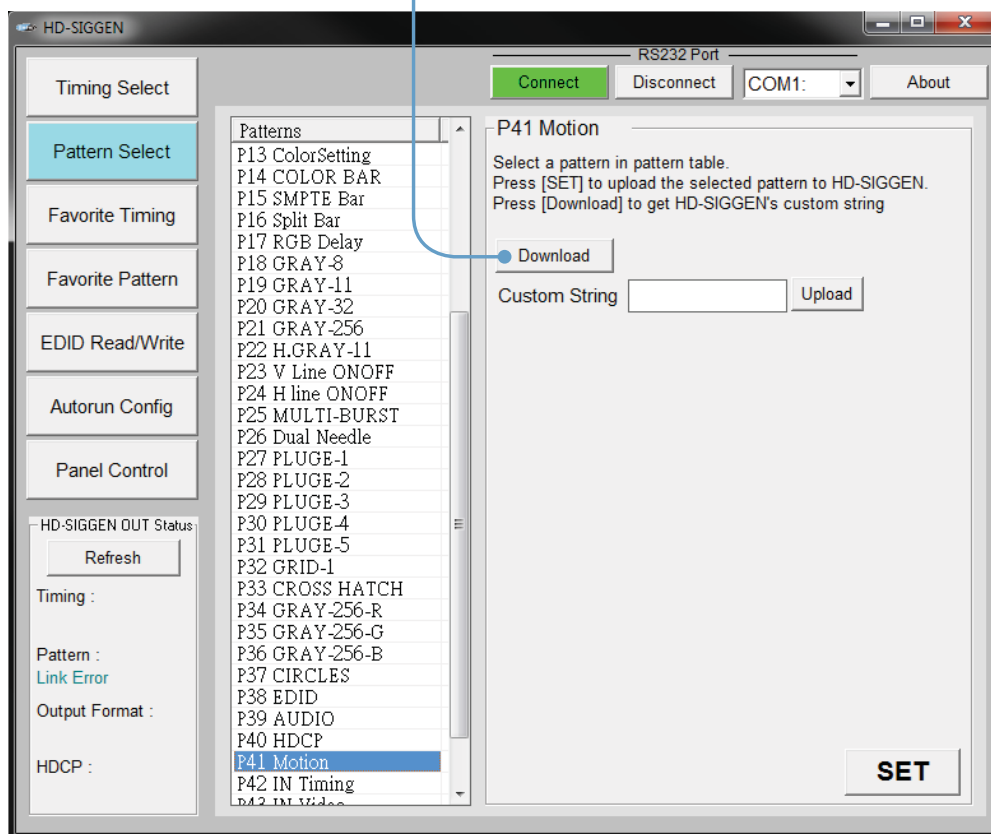 HD-SIGGEN
RS232 Port
Connect
Disconnect
COM1:
About
Timing Select
Pattern Select
Favorite Timing
Favorite Pattern
EDID Read/Write
Autorun Config
Panel Control
HD-SIGGEN OUT Status
Refresh
Timing :
Pattern :
Link Error
Output Format :
HDCP :
Patterns
P13 ColorSetting
P14 COLOR BAR
P15 SMPTE Bar
P16 Split Bar
P17 RGB Delay
P18 GRAY-8
P19 GRAY-11
P20 GRAY-32
P21 GRAY-256
P22 H.GRAY-11
P23 V Line ONOFF
P24 H line ONOFF
P25 MULTI-BURST
P26 Dual Needle
P27 PLUGE-1
P28 PLUGE-2
P29 PLUGE-3
P30 PLUGE-4
P31 PLUGE-5
P32 GRID-1
P33 CROSS HATCH
P34 GRAY-256-R
P35 GRAY-256-G
P36 GRAY-256-B
P37 CIRCLES
P38 EDID
P39 AUDIO
P40 HDCP
P41 Motion
P42 IN Timing
P43 IN Video
P41 Motion
Select a pattern in pattern table.
Press [SET] to upload the selected pattern to HD-SIGGEN.
Press [Download] to get HD-SIGGEN's custom string
Download
Custom String
Upload
SET